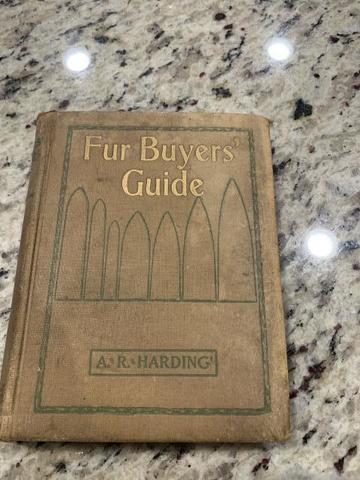 Fur Buyers'
Guide
A. R. HARDING